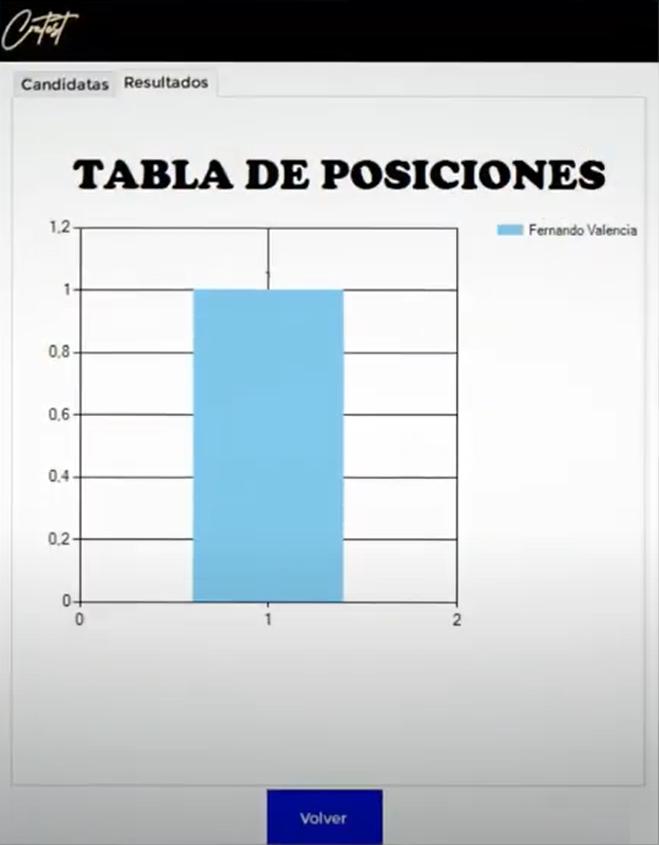 Contest
Candidatas Resultados
TABLA DE POSICIONES
1,2
Fernando Valencia
1
1
0,8
0,6
0,4
0,2
0
0 1 2
Volver